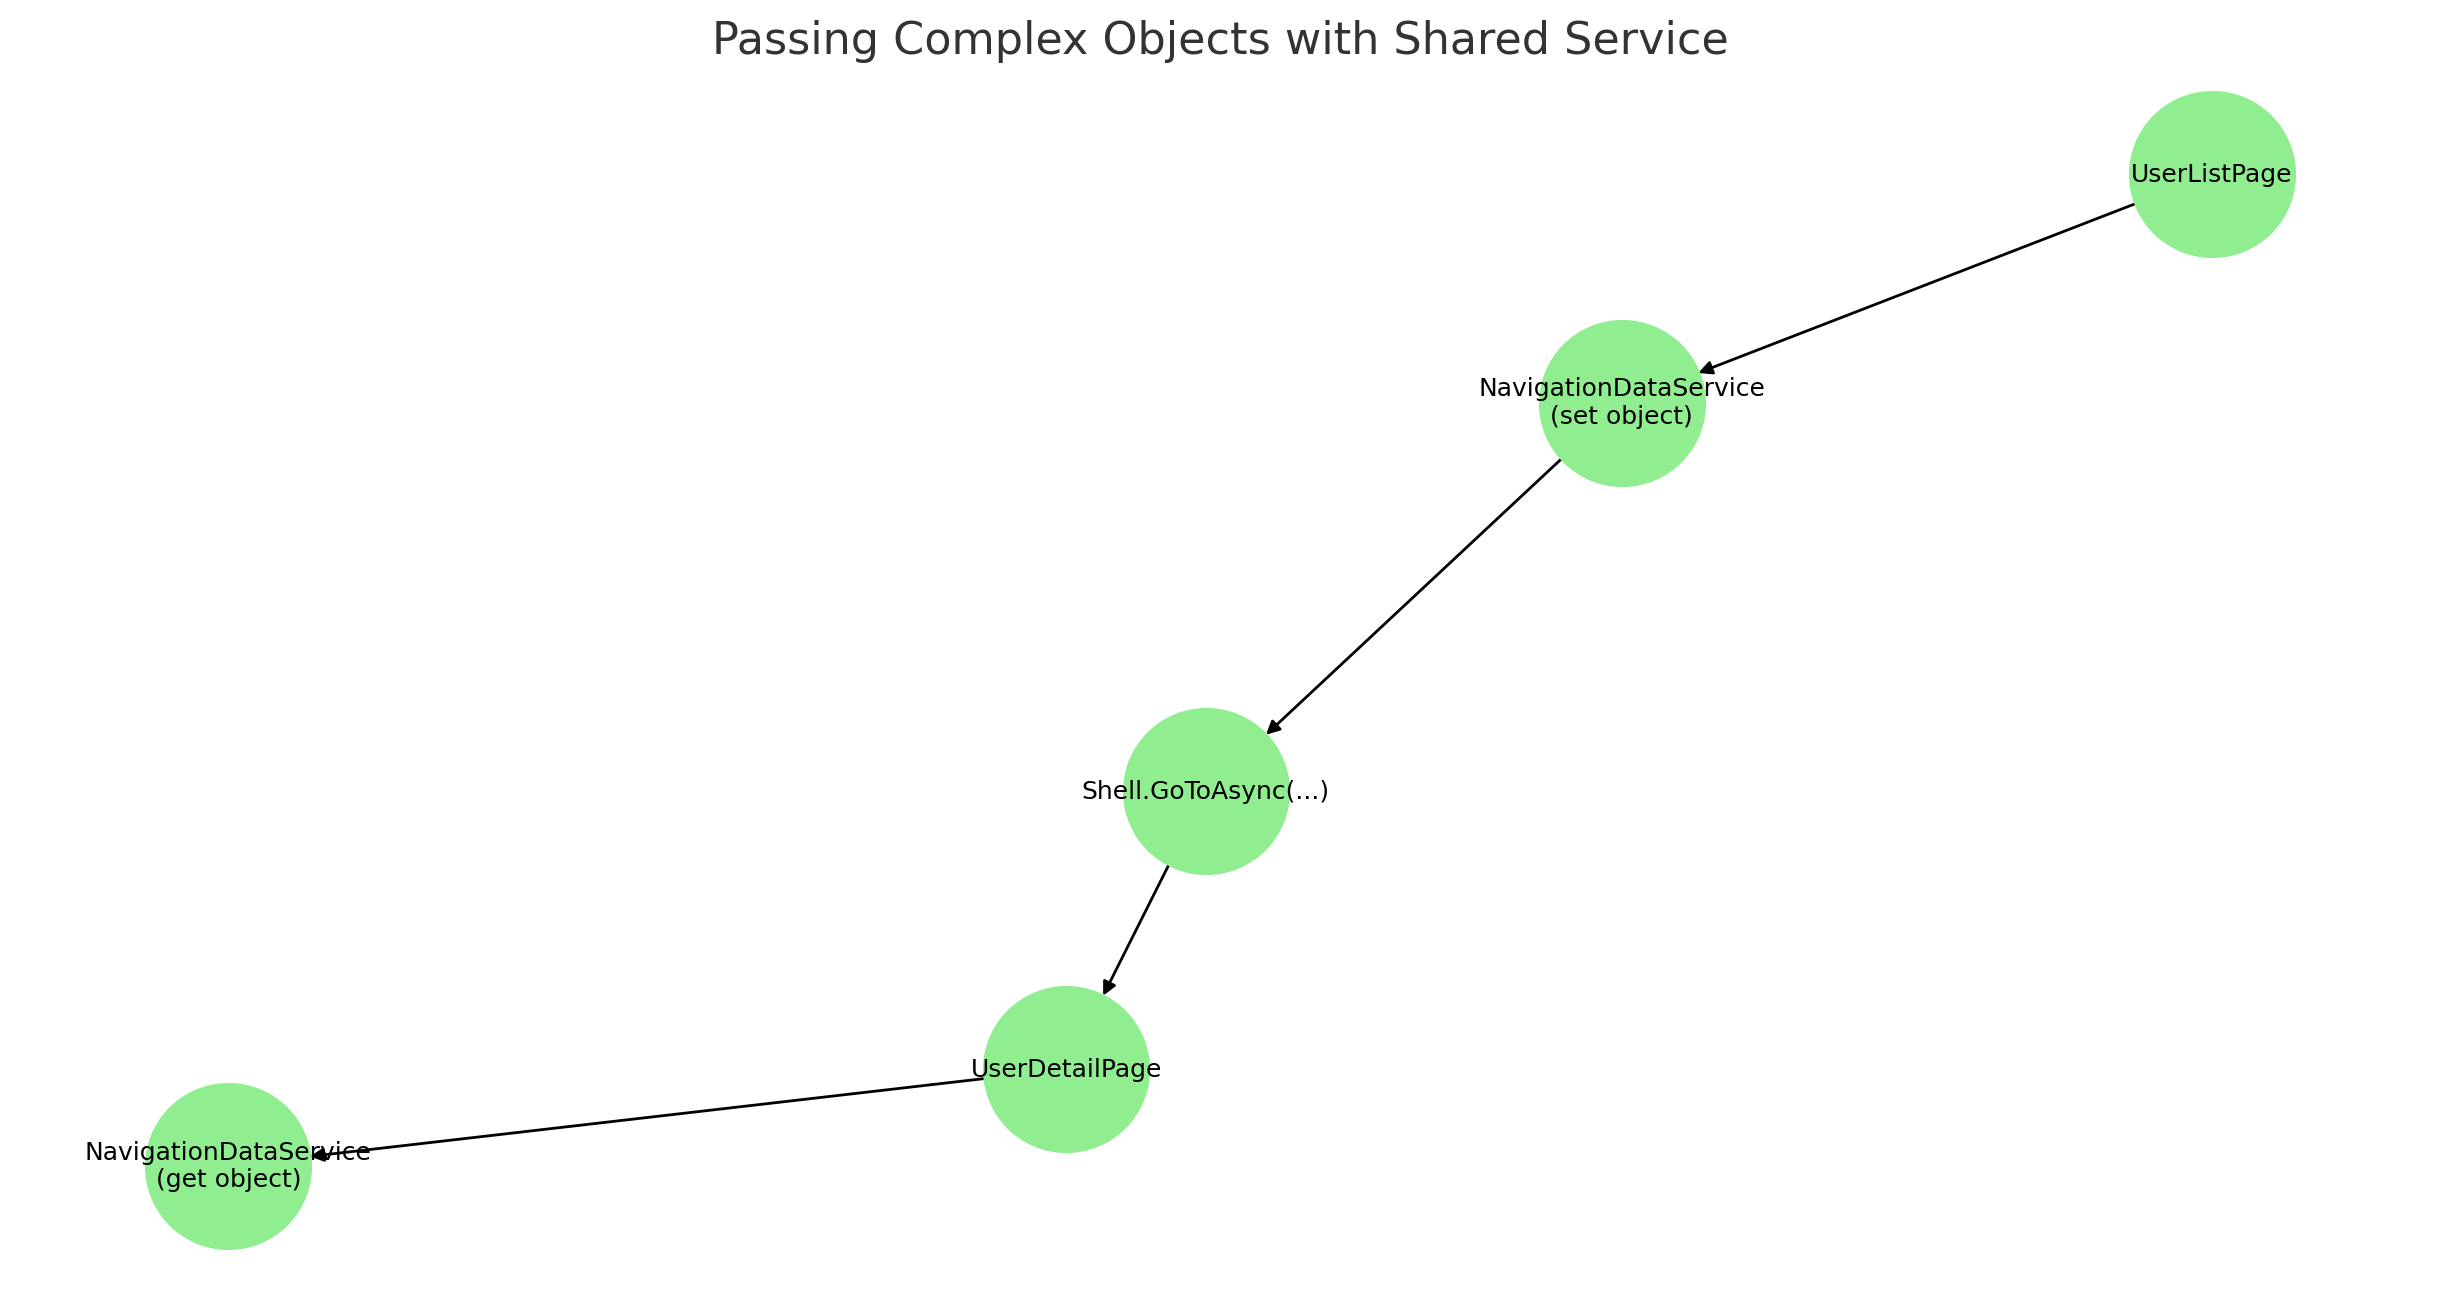 Passing Complex Objects with Shared Service
UserListPage
NavigationDataService
(set object)
Shell.GoToAsync(...)
UserDetailPage
NavigationDataService
(get object)